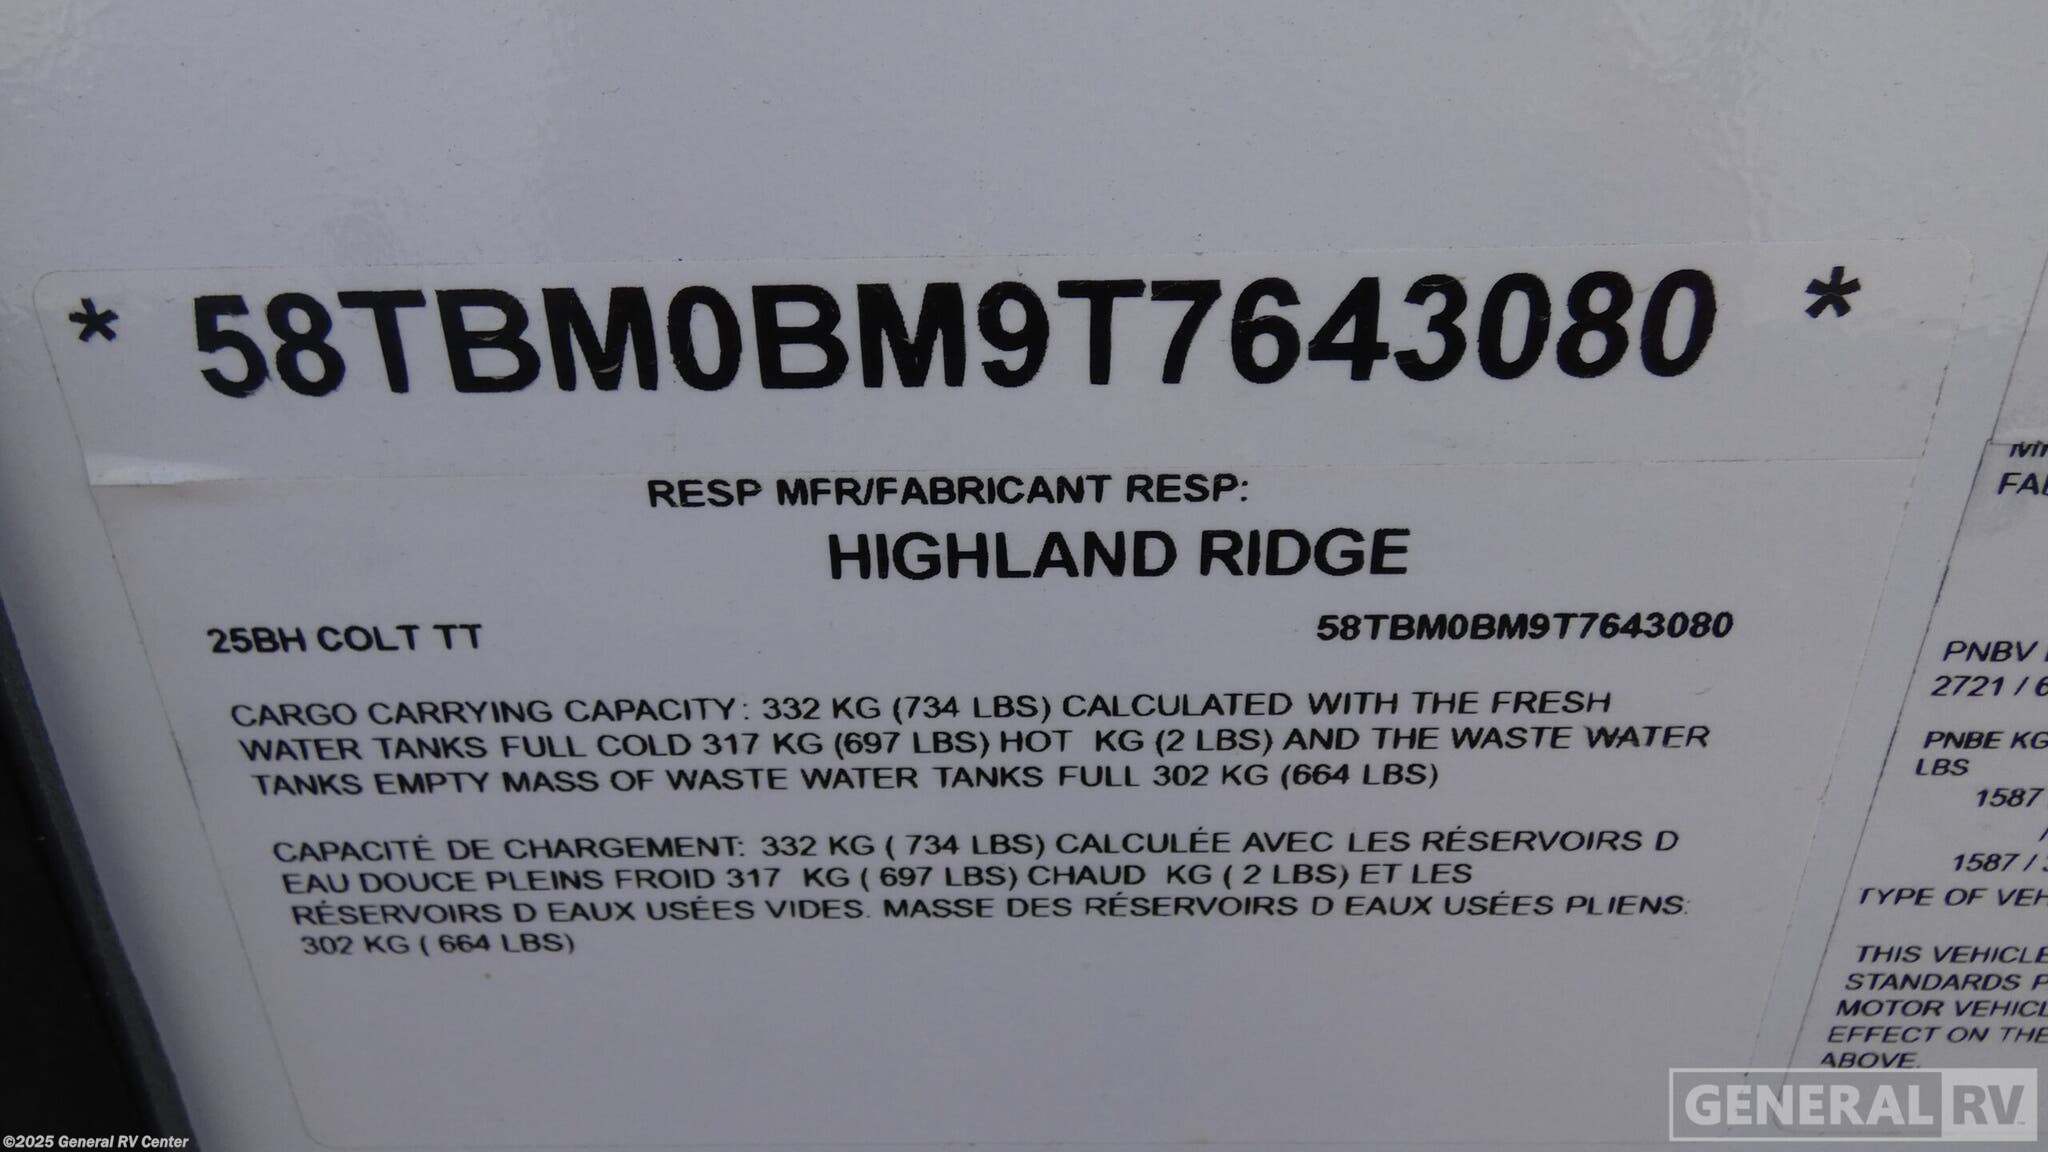 * 58TBM0BM9T7643080 *
RESP MFR/FABRICANT RESP:
HIGHLAND RIDGE
25BH COLT TT 58TBM0BM9T7643080
CARGO CARRYING CAPACITY: 332 KG (734 LBS) CALCULATED WITH THE FRESH
WATER TANKS FULL COLD 317 KG (697 LBS) HOT KG (2 LBS) AND THE WASTE WATER
TANKS EMPTY MASS OF WASTE WATER TANKS FULL 302 KG (664 LBS)
CAPACITÉ DE CHARGEMENT: 332 KG ( 734 LBS) CALCULÉE AVEC LES RÉSERVOIRS D
EAU DOUCE PLEINS FROID 317 KG ( 697 LBS) CHAUD KG ( 2 LBS) ET LES
RÉSERVOIRS D EAUX USÉES VIDES. MASSE DES RÉSERVOIRS D EAUX USÉES PLIENS:
302 KG ( 664 LBS)
PNBV
2721 / 6
PNBE KG
LBS
1587
/
1587 / 3
TYPE OF VEH
THIS VEHICLE
STANDARDS P
MOTOR VEHICL
EFFECT ON THE
ABOVE.
GENERAL RV
©2025 General RV Center